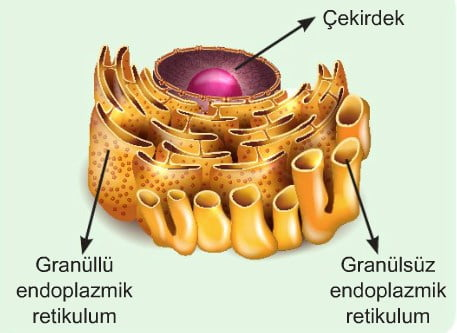 Çekirdek
Granüllü
endoplazmik
retikulum
Granülsüz
endoplazmik
retikulum